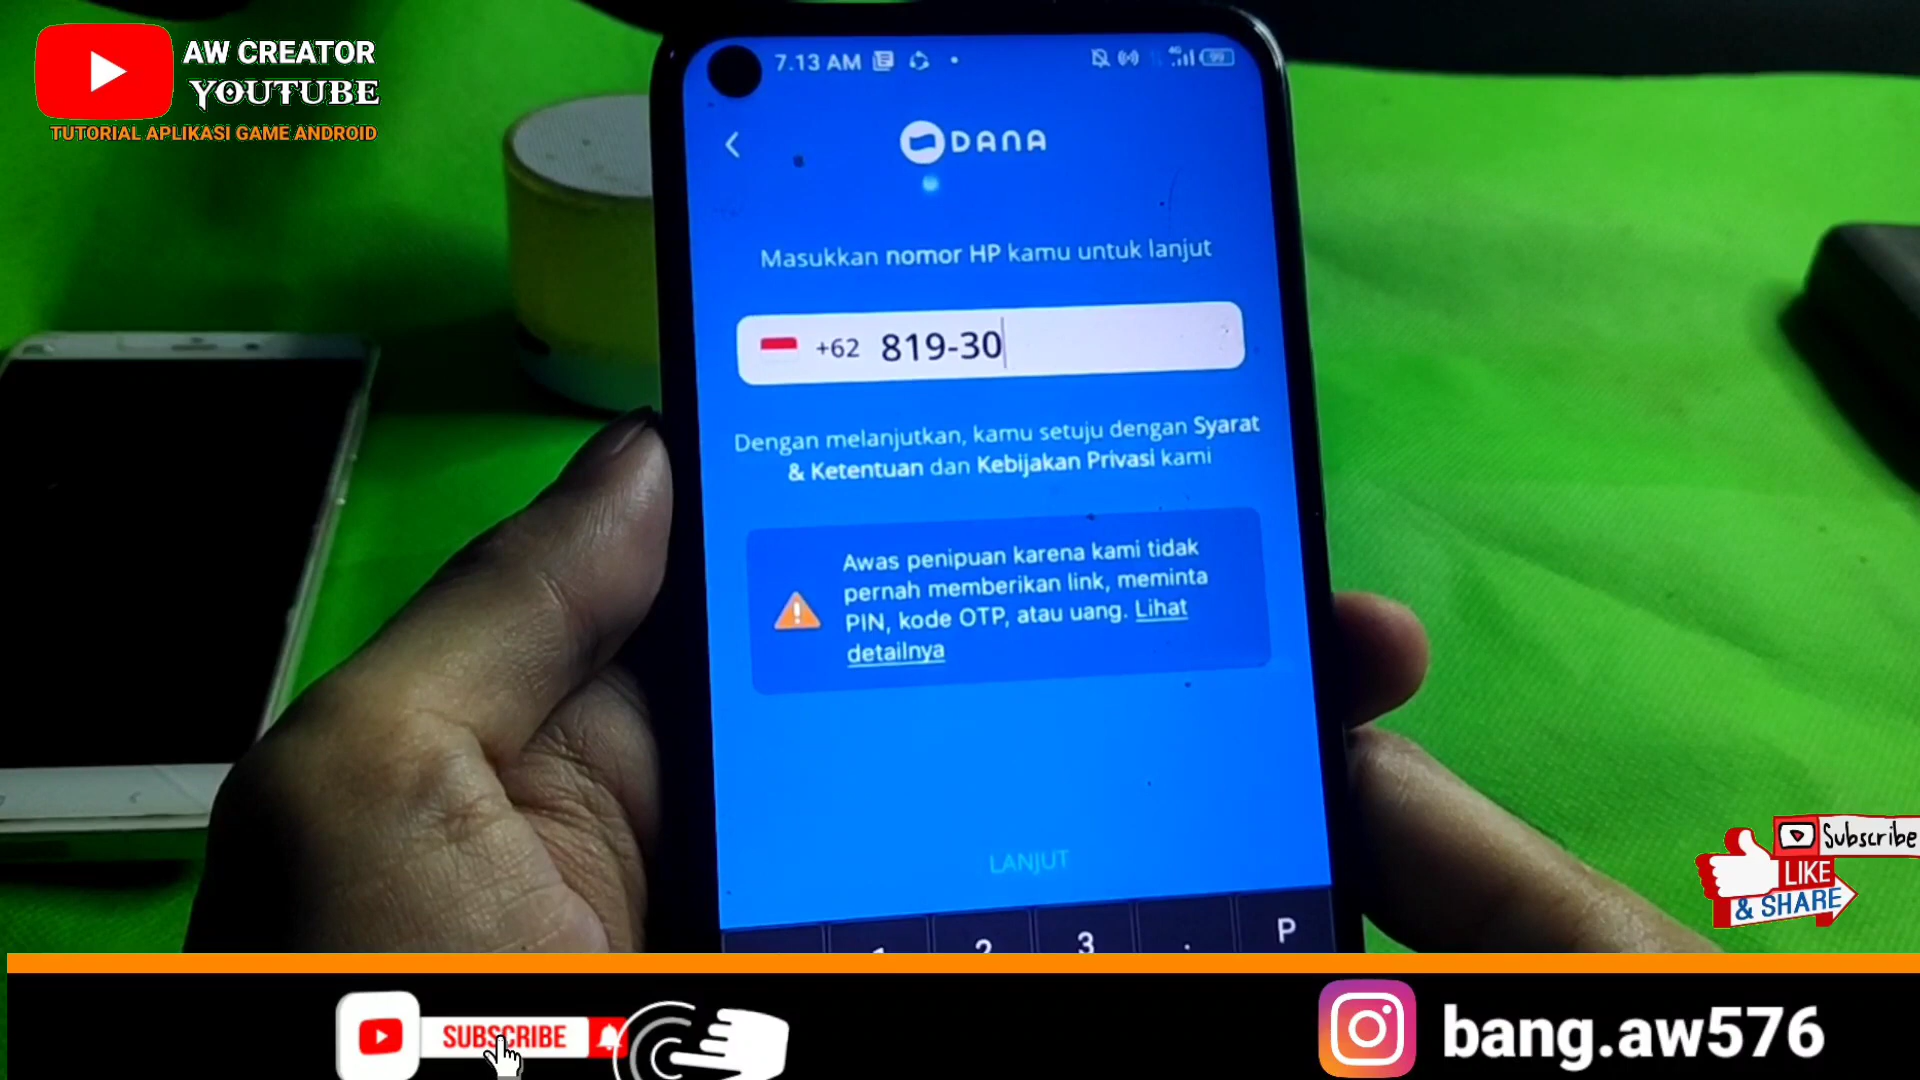 AW CREATOR
YOUTUBE
TUTORIAL APLIKASI GAME ANDROID
7.13 AM
4G
99
DANA
Masukkan nomor HP kamu untuk lanjut
+62 819-30
Dengan melanjutkan, kamu setuju dengan Syarat
& Ketentuan dan Kebijakan Privasi kami
Awas penipuan karena kami tidak
pernah memberikan link, meminta
PIN, kode OTP, atau uang. Lihat
detailnya
LANJUT
1 2 3 . P
Subscribe
LIKE
& SHARE
SUBSCRIBE
bang.aw576